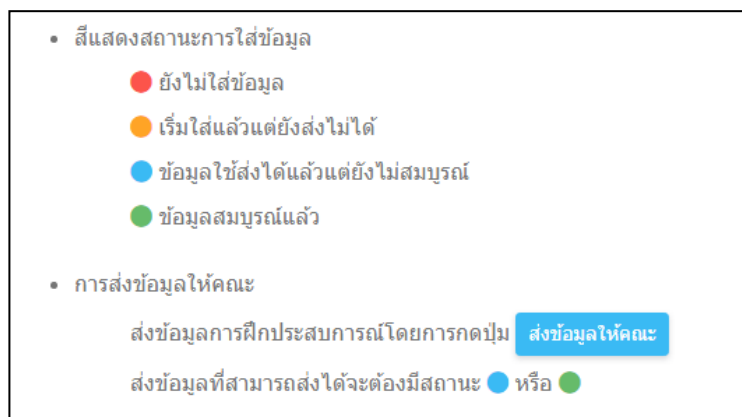 สีแสดงสถานะการใส่ข้อมูล
ยังไม่ใส่ข้อมูล
เริ่มใส่แล้วแต่ยังส่งไม่ได้
ข้อมูลใช้ส่งได้แล้วแต่ยังไม่สมบูรณ์
ข้อมูลสมบูรณ์แล้ว
การส่งข้อมูลให้คณะ
ส่งข้อมูลการฝึกประสบการณ์โดยการกดปุ่ม ส่งข้อมูลให้คณะ
ส่งข้อมูลที่สามารถส่งได้จะต้องมีสถานะ หรือ